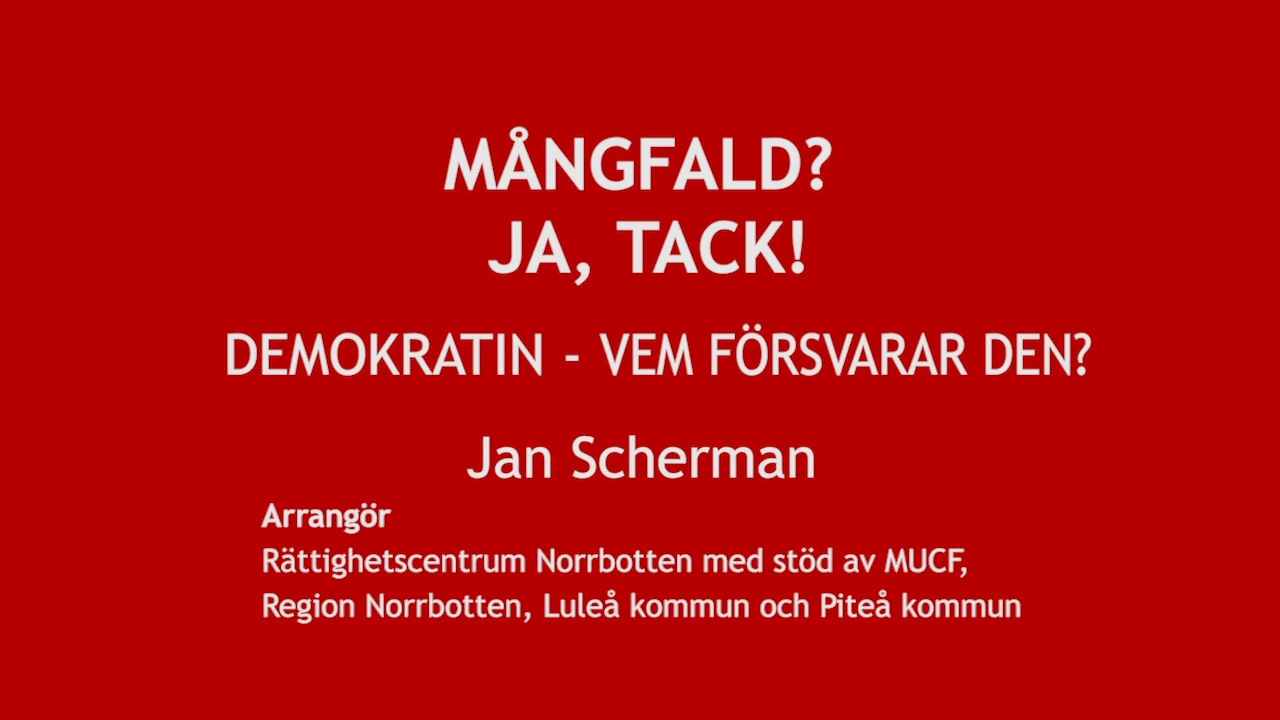 MÅNGFALD?
JA, TACK!
DEMOKRATIN - VEM FÖRSVARAR DEN?
Jan Scherman
Arrangör
Rättighetscentrum Norrbotten med stöd av MUCF,
Region Norrbotten, Luleå kommun och Piteå kommun